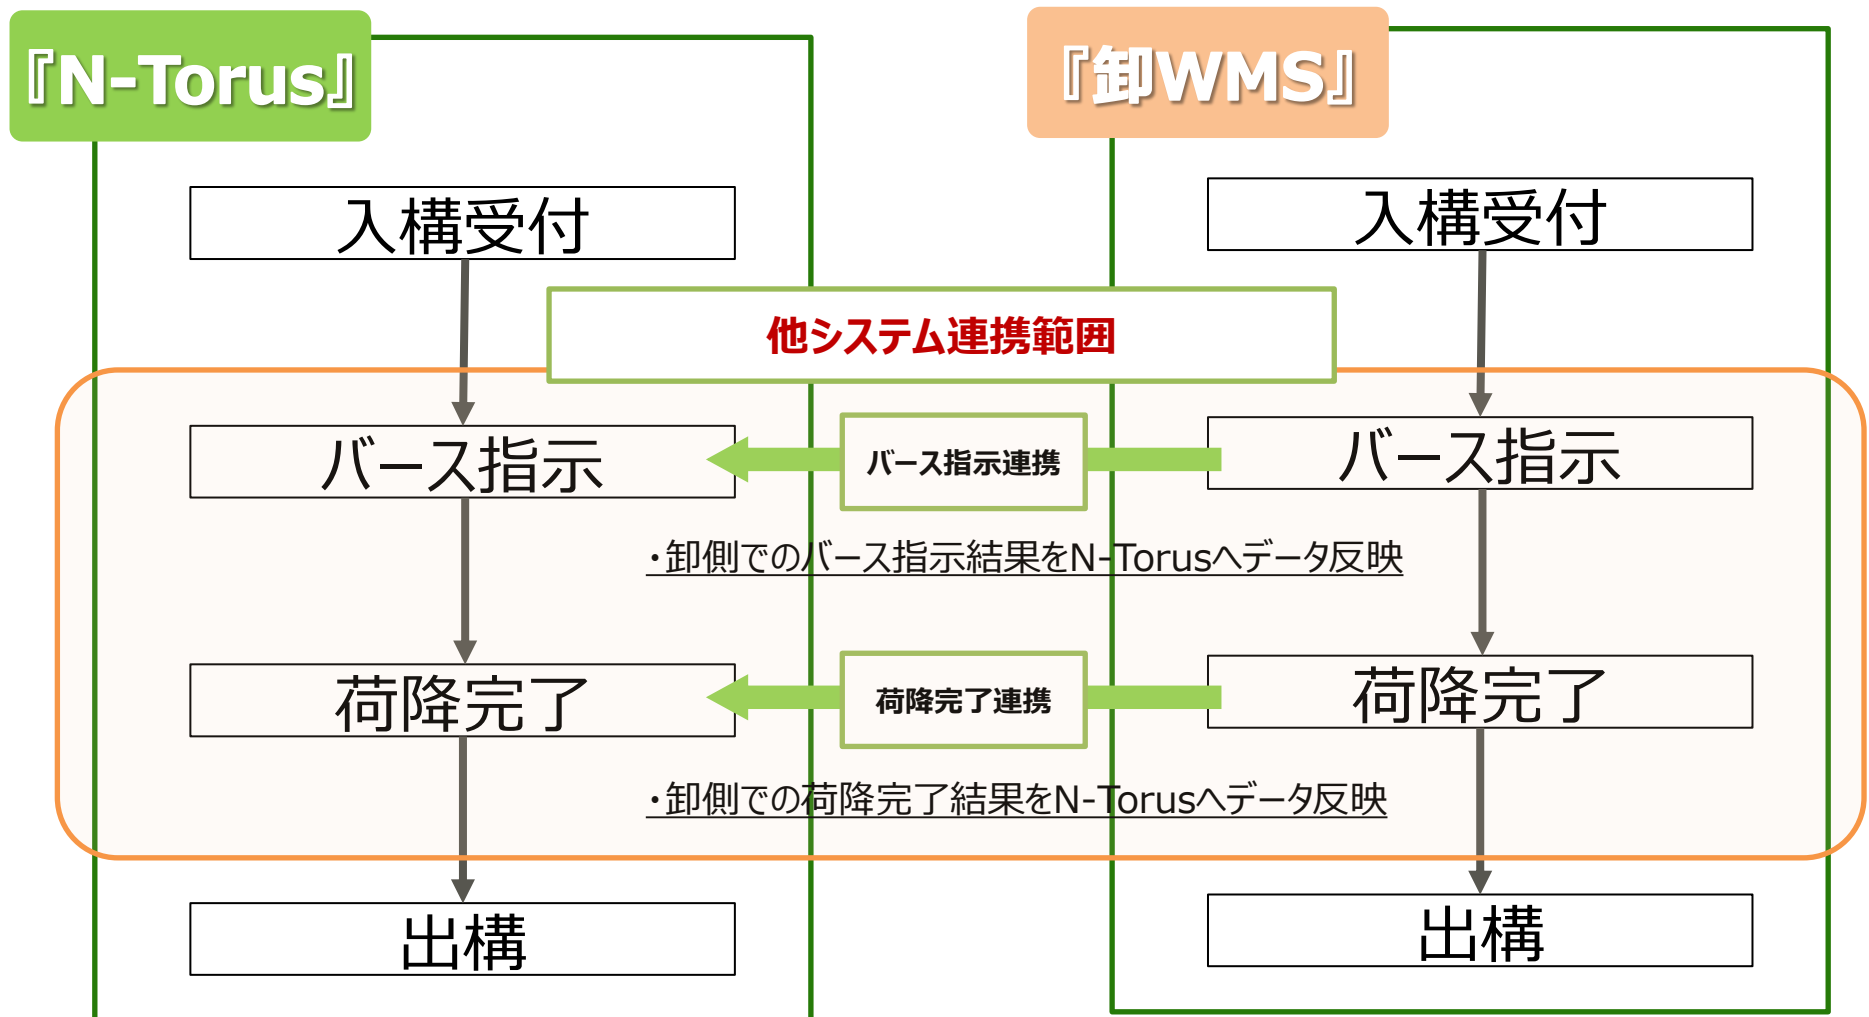 『N-Torus』
『卸WMS』
入構受付
入構受付
他システム連携範囲
バース指示
バース指示連携
バース指示
・卸側でのバース指示結果をN-Torusへデータ反映
荷降完了
荷降完了連携
荷降完了
・卸側での荷降完了結果をN-Torusへデータ反映
出構
出構